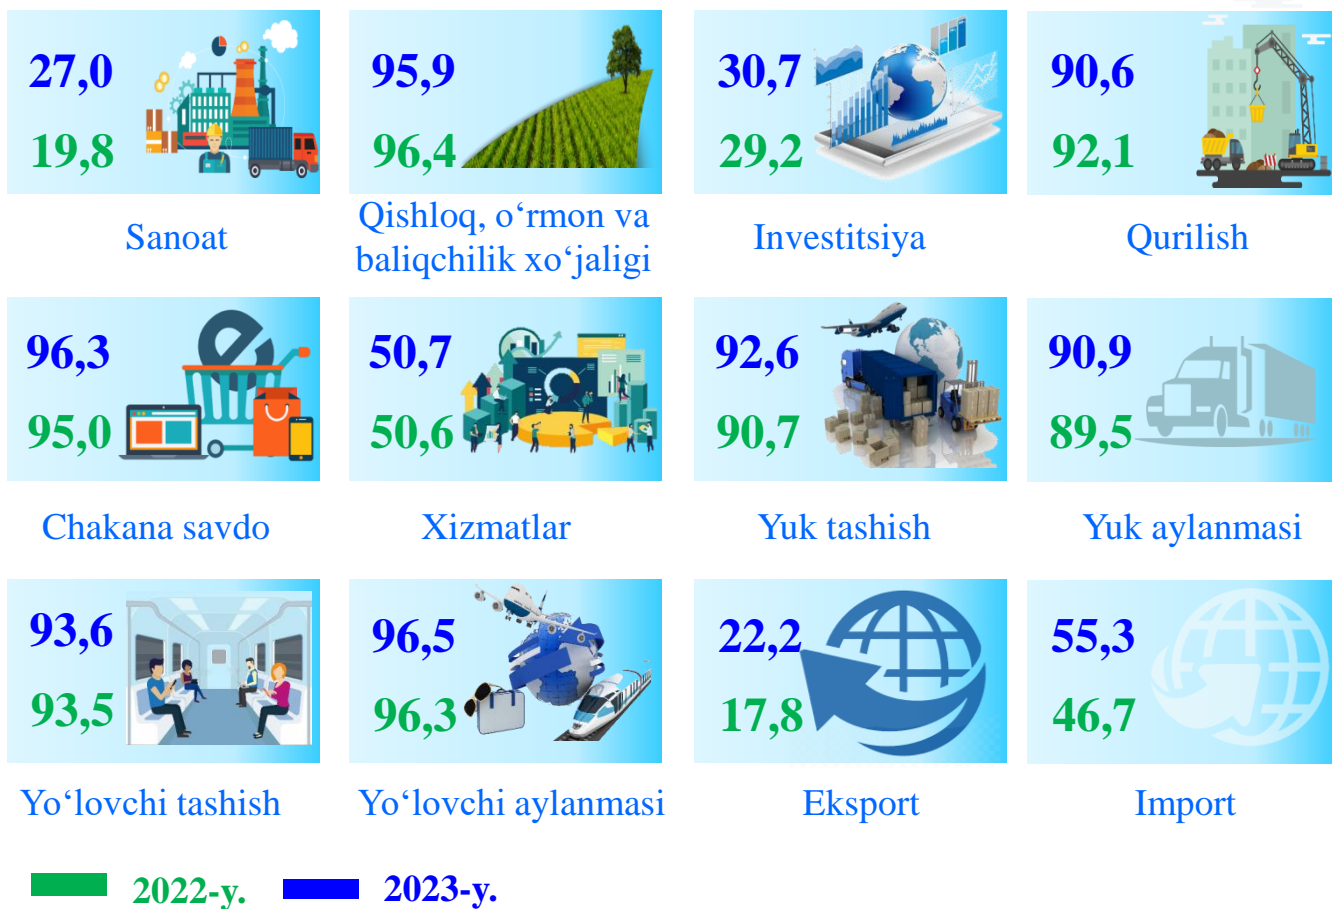 27,0
19,8
Sanoat
95,9
96,4
Qishloq, o‘rmon va
baliqchilik xo‘jaligi
30,7
29,2
Investitsiya
90,6
92,1
Qurilish
96,3
95,0
Chakana savdo
50,7
50,6
Xizmatlar
92,6
90,7
Yuk tashish
90,9
89,5
Yuk aylanmasi
93,6
93,5
Yo‘lovchi tashish
96,5
96,3
Yo‘lovchi aylanmasi
22,2
17,8
Eksport
55,3
46,7
Import
2022-y. 2023-y.